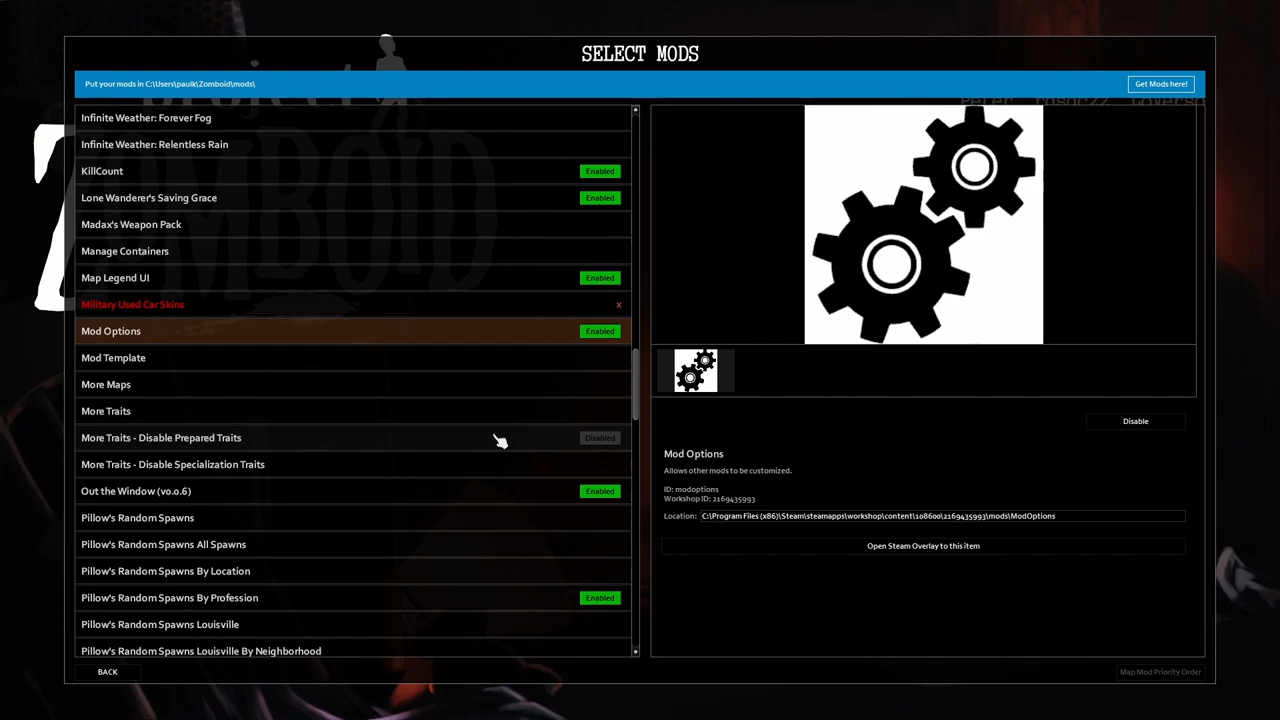 SELECT MODS
Put your mods in C:\Users\paulk\Zomboid\mods\
Get Mods here!
Infinite Weather: Forever Fog
Infinite Weather: Relentless Rain
KillCount Enabled
Lone Wanderer's Saving Grace Enabled
Madax's Weapon Pack
Manage Containers
Map Legend UI Enabled
Military Used Car Skins x
Mod Options Enabled
Mod Template
More Maps
More Traits
More Traits - Disable Prepared Traits Disabled
More Traits - Disable Specialization Traits
Out the Window (v0.0.6) Enabled
Pillow's Random Spawns
Pillow's Random Spawns All Spawns
Pillow's Random Spawns By Location
Pillow's Random Spawns By Profession Enabled
Pillow's Random Spawns Louisville
Pillow's Random Spawns Louisville By Neighborhood
Disable
Mod Options
Allows other mods to be customized.
ID: modoptions
Workshop ID: 2169435993
Location: C:\Program Files (x86)\Steam\steamapps\workshop\content\108600\2169435993\mods\ModOptions
Open Steam Overlay to this item
BACK
Map Mod Priority Order
project
ZOMBOID